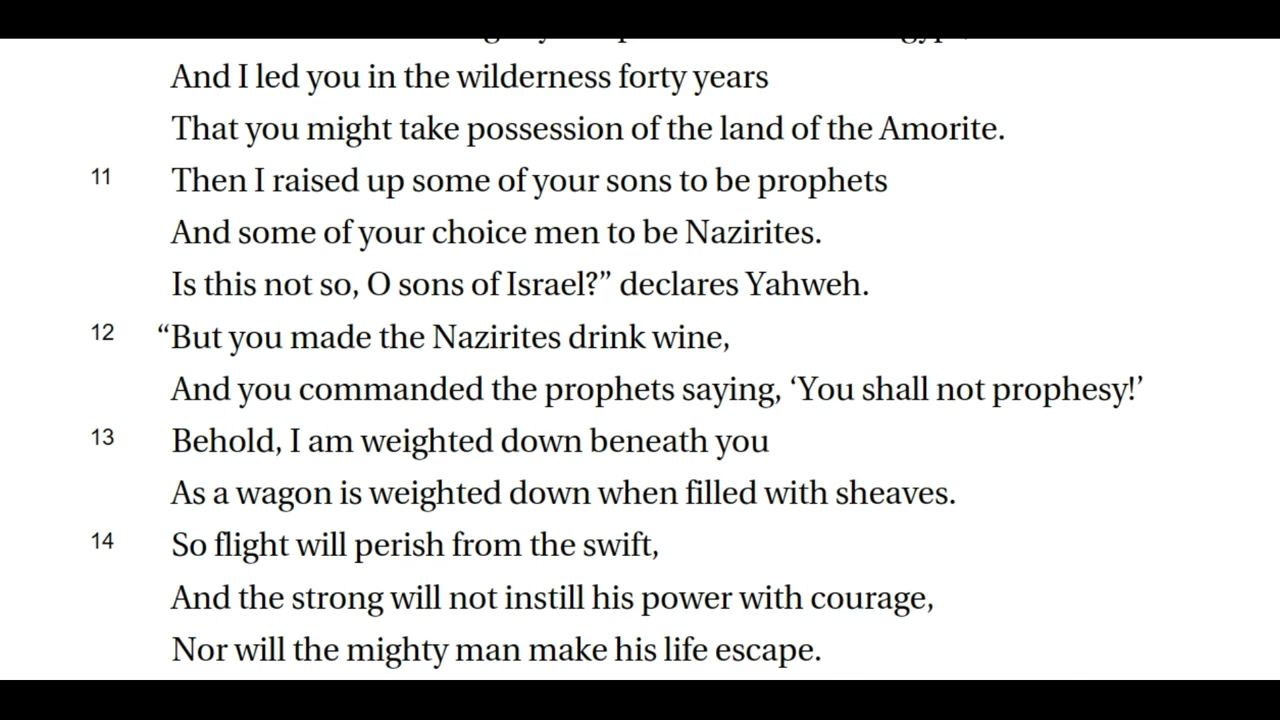 And I led you in the wilderness forty years
That you might take possession of the land of the Amorite.
11 Then I raised up some of your sons to be prophets
And some of your choice men to be Nazirites.
Is this not so, O sons of Israel?” declares Yahweh.
12 “But you made the Nazirites drink wine,
And you commanded the prophets saying, ‘You shall not prophesy!’
13 Behold, I am weighted down beneath you
As a wagon is weighted down when filled with sheaves.
14 So flight will perish from the swift,
And the strong will not instill his power with courage,
Nor will the mighty man make his life escape.